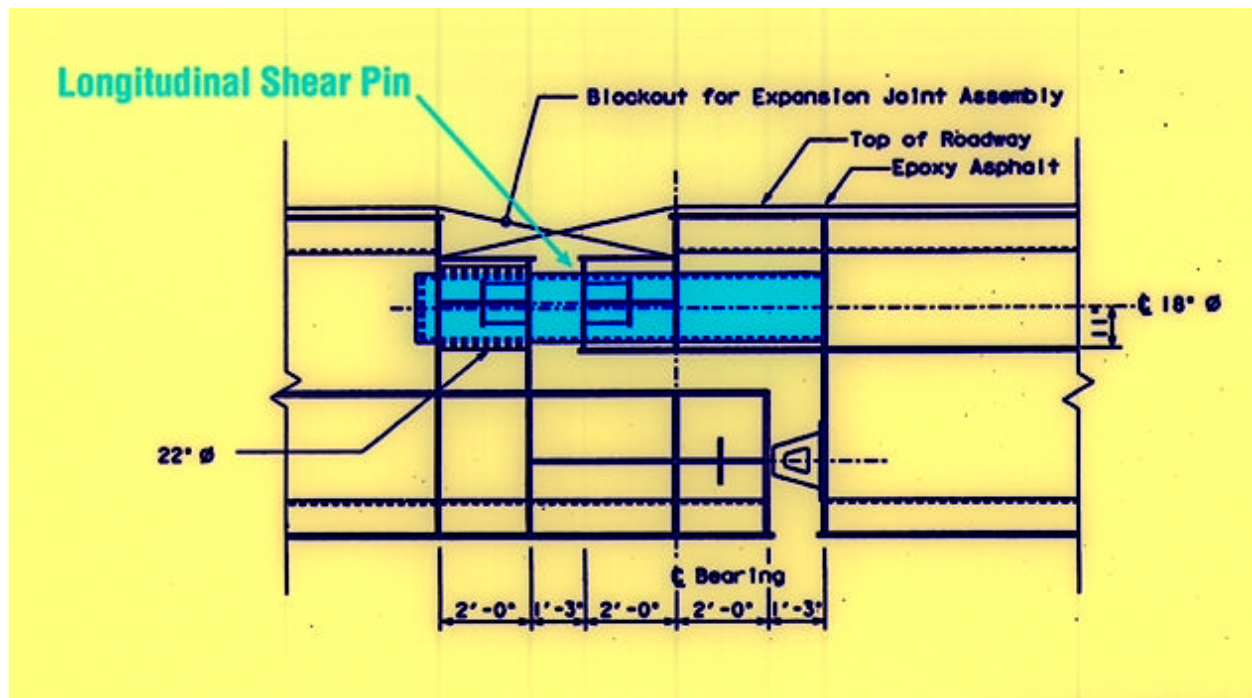 Longitudinal Shear Pin
Blockout for Expansion Joint Assembly
Top of Roadway
Epoxy Asphalt
℄ 18" Ø
11"
22" Ø
℄ Bearing
2'-0" 1'-3" 2'-0" 2'-0" 1'-3"